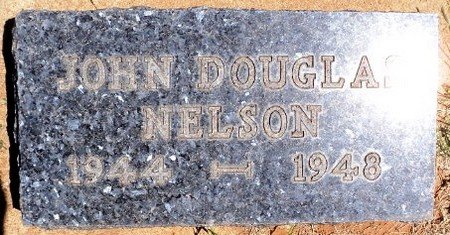 JOHN DOUGLAS
NELSON
1944 — 1948